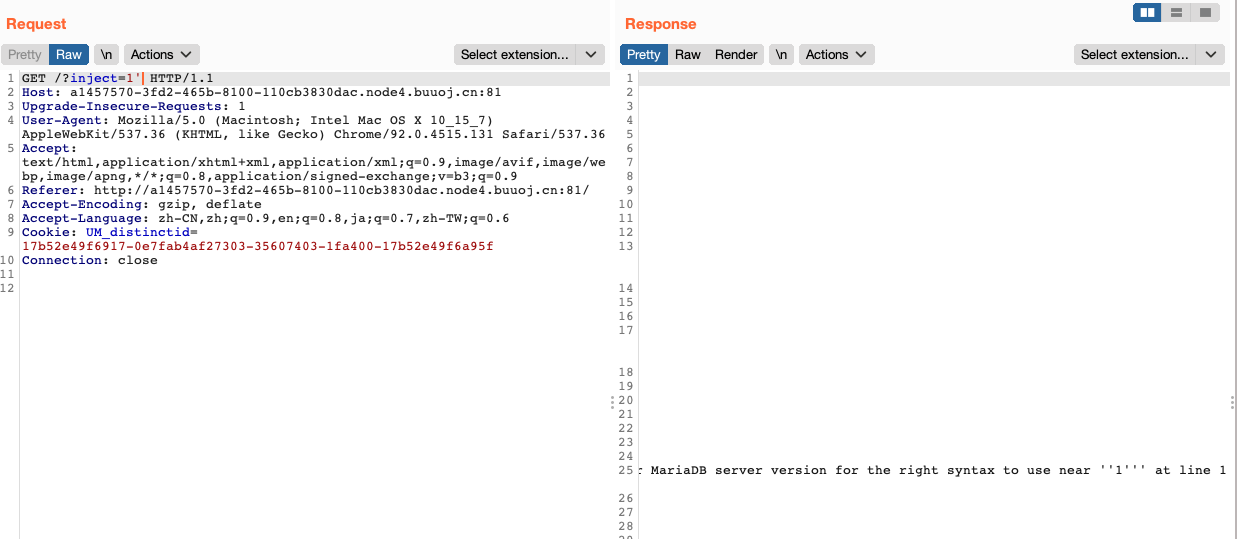 Request
Response
Pretty Raw \n Actions Select extension...
Pretty Raw Render \n Actions Select extension...
1 GET /?inject=1' HTTP/1.1
2 Host: a1457570-3fd2-465b-8100-110cb3830dac.node4.buuoj.cn:81
3 Upgrade-Insecure-Requests: 1
4 User-Agent: Mozilla/5.0 (Macintosh; Intel Mac OS X 10_15_7)
AppleWebKit/537.36 (KHTML, like Gecko) Chrome/92.0.4515.131 Safari/537.36
5 Accept:
text/html,application/xhtml+xml,application/xml;q=0.9,image/avif,image/we
bp,image/apng,*/*;q=0.8,application/signed-exchange;v=b3;q=0.9
6 Referer: http://a1457570-3fd2-465b-8100-110cb3830dac.node4.buuoj.cn:81/
7 Accept-Encoding: gzip, deflate
8 Accept-Language: zh-CN,zh;q=0.9,en;q=0.8,ja;q=0.7,zh-TW;q=0.6
9 Cookie: UM_distinctid=
17b52e49f6917-0e7fab4af27303-35607403-1fa400-17b52e49f6a95f
10 Connection: close
11
12
1
2
3
4
5
6
7
8
9
10
11
12
13
14
15
16
17
18
19
20
21
22
23
24
25 r MariaDB server version for the right syntax to use near ''1''' at line 1
26
27
28